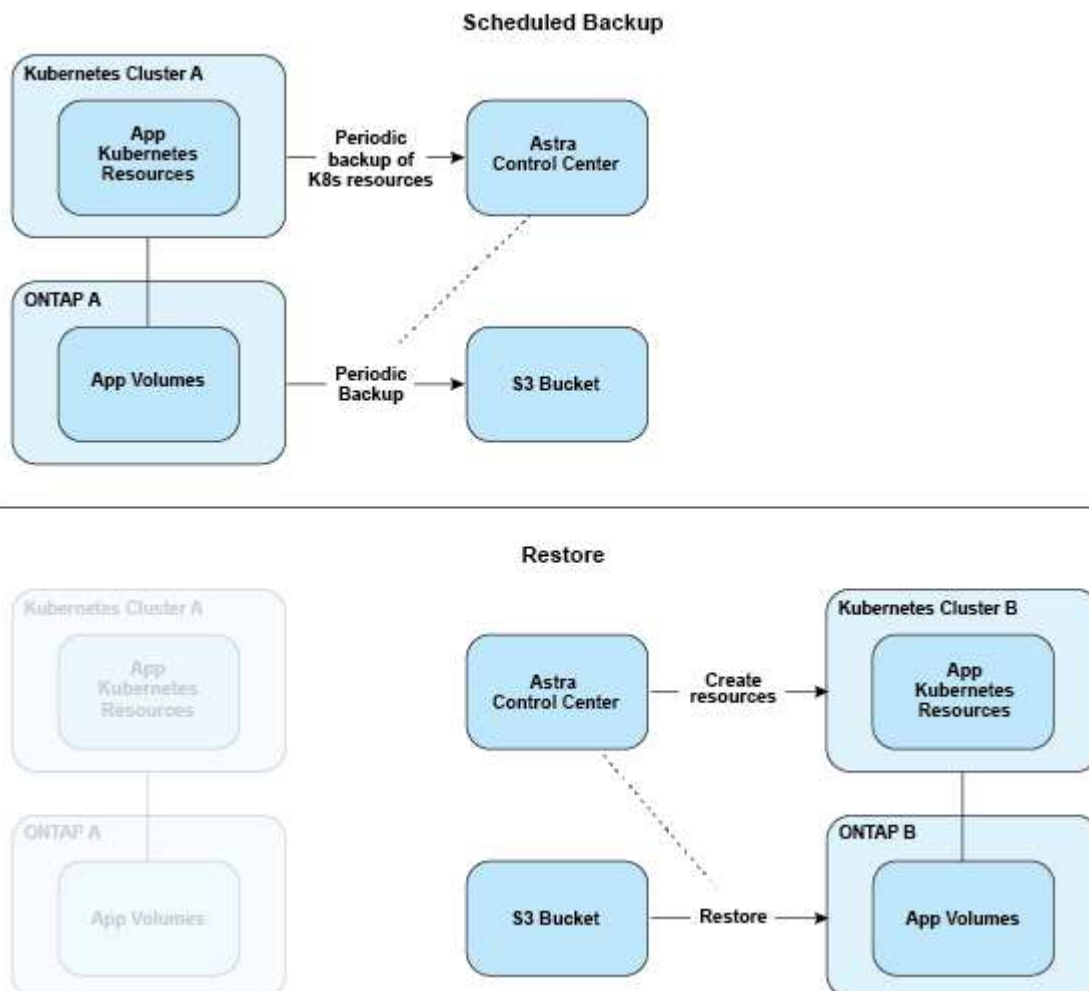 Scheduled Backup
Kubernetes Cluster A
App
Kubernetes
Resources
Periodic
backup of
K8s resources
Astra
Control Center
ONTAP A
App Volumes
Periodic
Backup
S3 Bucket
Restore
Kubernetes Cluster A
App
Kubernetes
Resources
Astra
Control Center
Create
resources
Kubernetes Cluster B
App
Kubernetes
Resources
ONTAP A
App Volumes
S3 Bucket
Restore
ONTAP B
App Volumes